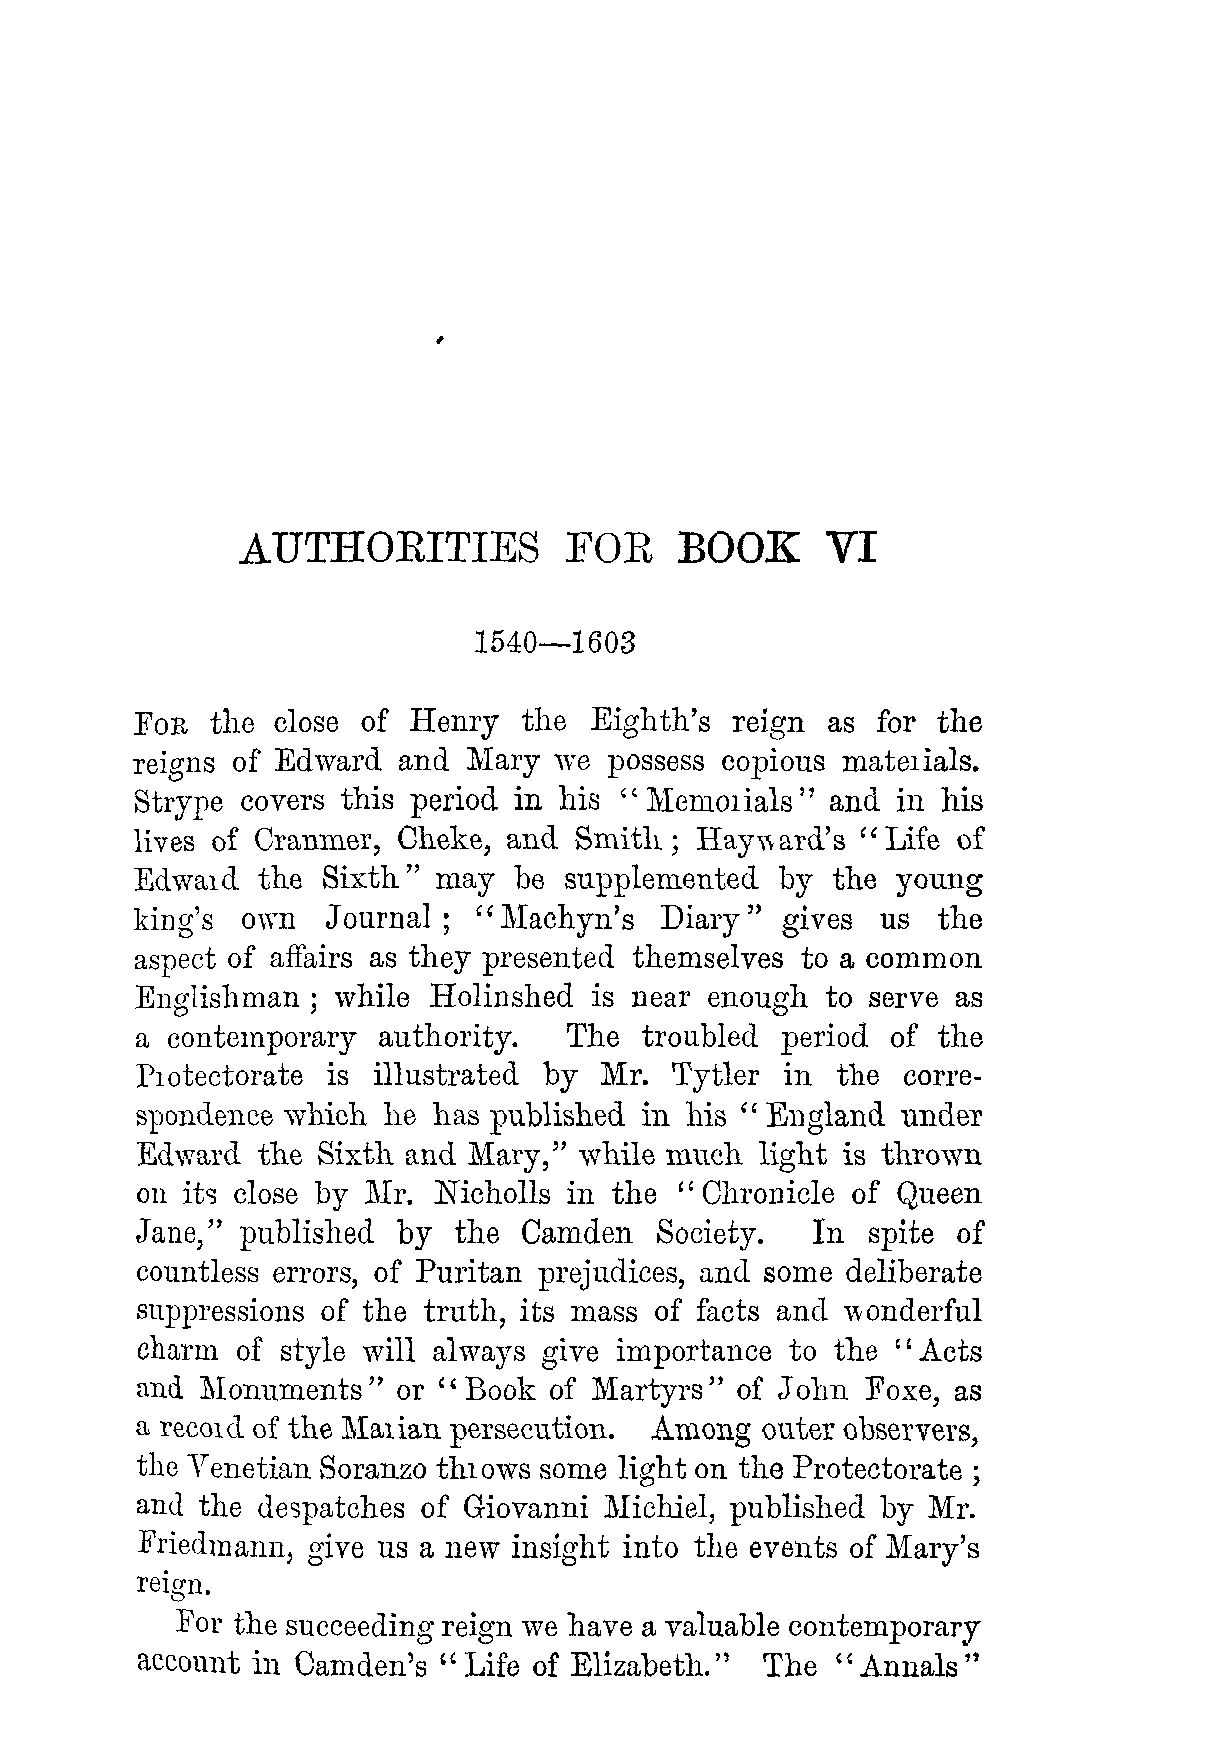 AUTHORITIES FOR BOOK VI
1540—1603
FOR the close of Henry the Eighth's reign as for the
reigns of Edward and Mary we possess copious materials.
Strype covers this period in his "Memorials" and in his
lives of Cranmer, Cheke, and Smith; Hayward's "Life of
Edward the Sixth" may be supplemented by the young
king's own Journal; "Machyn's Diary" gives us the
aspect of affairs as they presented themselves to a common
Englishman; while Holinshed is near enough to serve as
a contemporary authority. The troubled period of the
Protectorate is illustrated by Mr. Tytler in the corre-
spondence which he has published in his "England under
Edward the Sixth and Mary," while much light is thrown
on its close by Mr. Nicholls in the "Chronicle of Queen
Jane," published by the Camden Society. In spite of
countless errors, of Puritan prejudices, and some deliberate
suppressions of the truth, its mass of facts and wonderful
charm of style will always give importance to the "Acts
and Monuments" or "Book of Martyrs" of John Foxe, as
a record of the Marian persecution. Among outer observers,
the Venetian Soranzo throws some light on the Protectorate;
and the despatches of Giovanni Michiel, published by Mr.
Friedmann, give us a new insight into the events of Mary's
reign.
For the succeeding reign we have a valuable contemporary
account in Camden's "Life of Elizabeth." The "Annals"